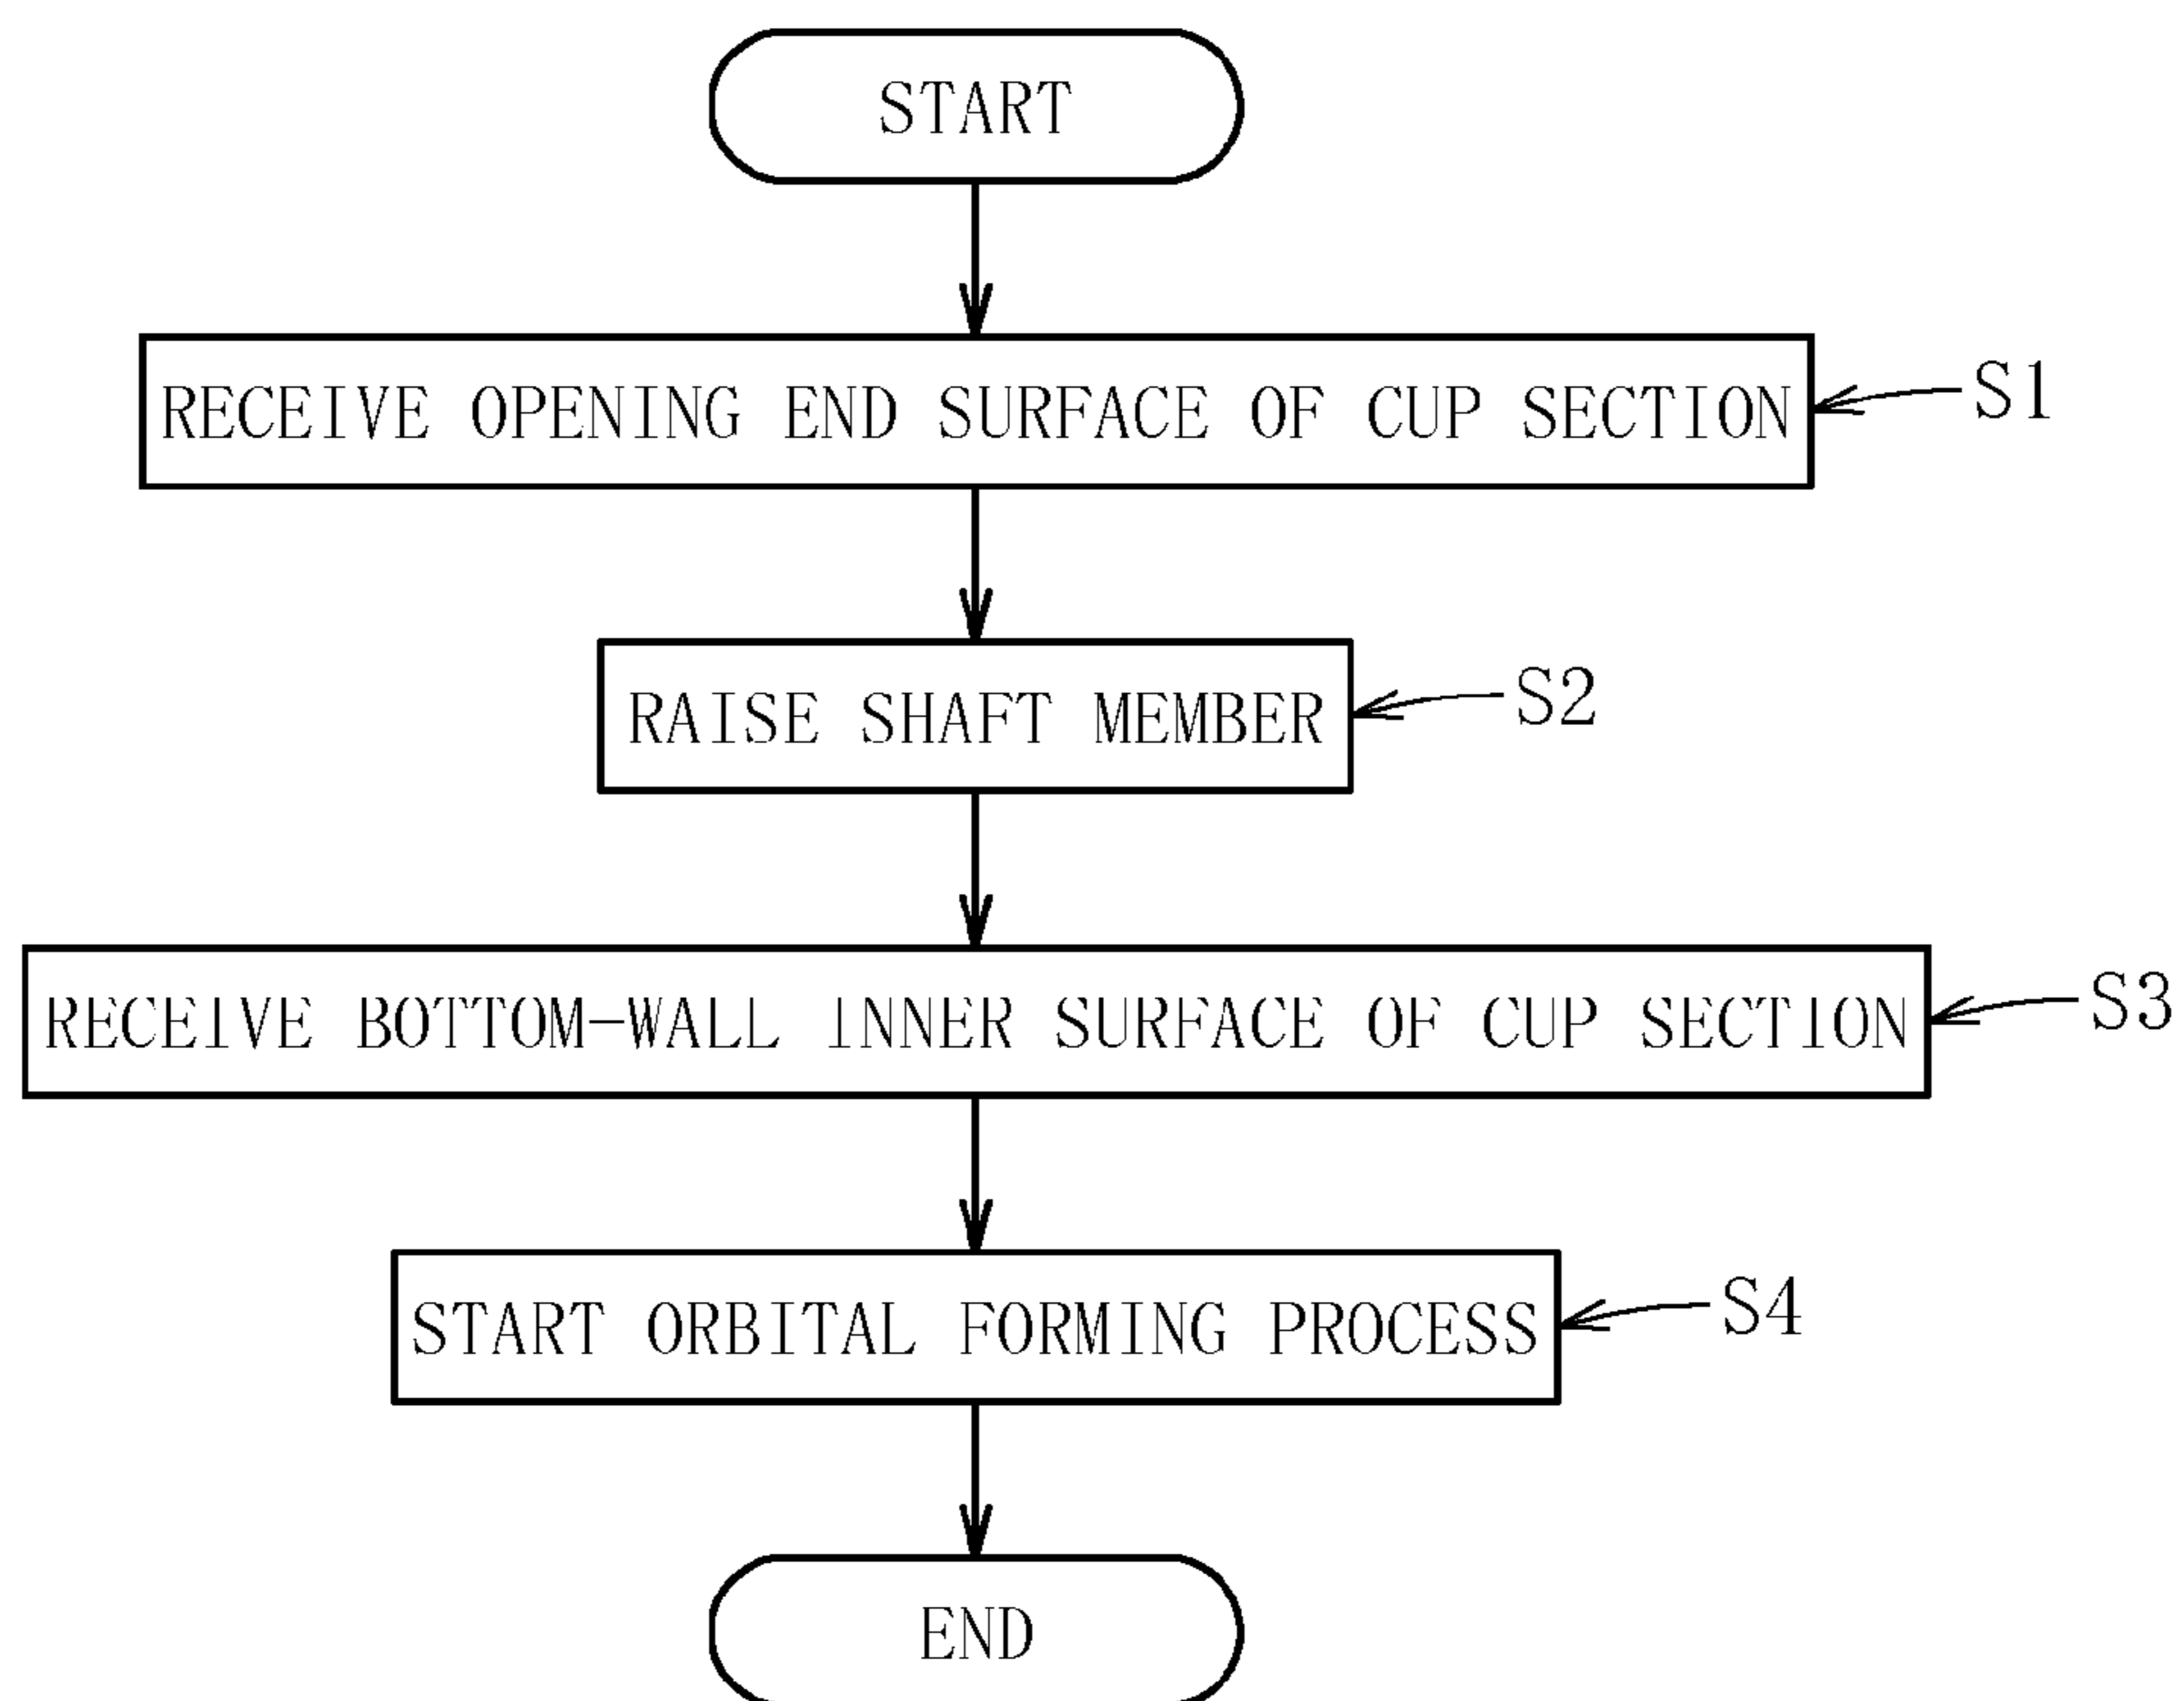 START
RECEIVE OPENING END SURFACE OF CUP SECTION
S1
RAISE SHAFT MEMBER
S2
RECEIVE BOTTOM-WALL INNER SURFACE OF CUP SECTION
S3
START ORBITAL FORMING PROCESS
S4
END